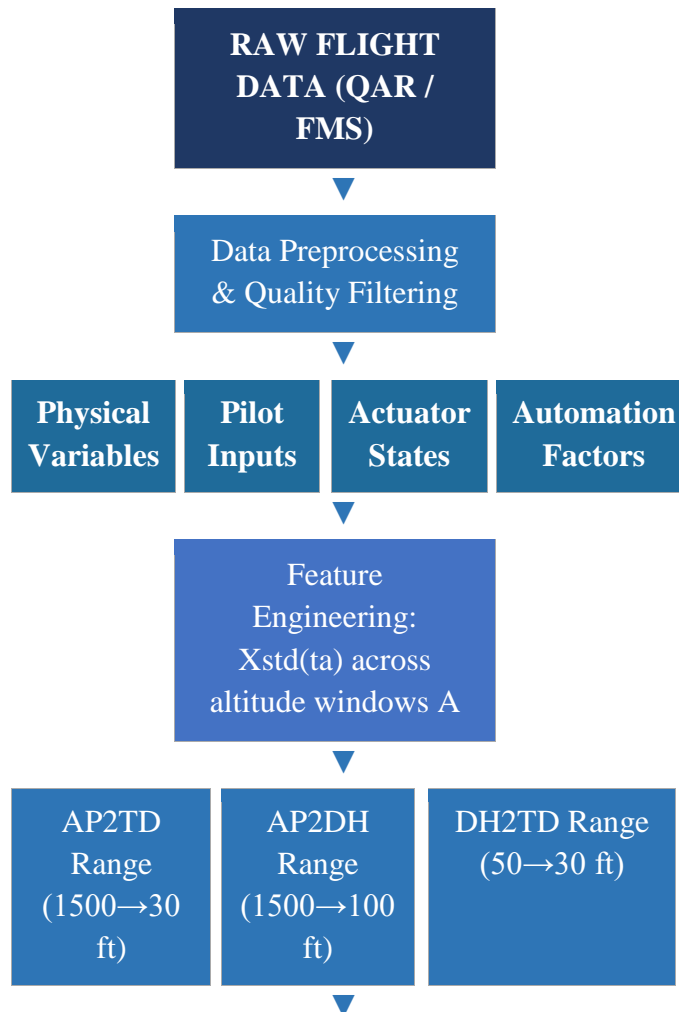 RAW FLIGHT
DATA (QAR /
FMS)
Data Preprocessing
& Quality Filtering
Physical
Variables
Pilot
Inputs
Actuator
States
Automation
Factors
Feature
Engineering:
Xstd(ta) across
altitude windows A
AP2TD
Range
(1500→30
ft)
AP2DH
Range
(1500→100
ft)
DH2TD Range
(50→30 ft)